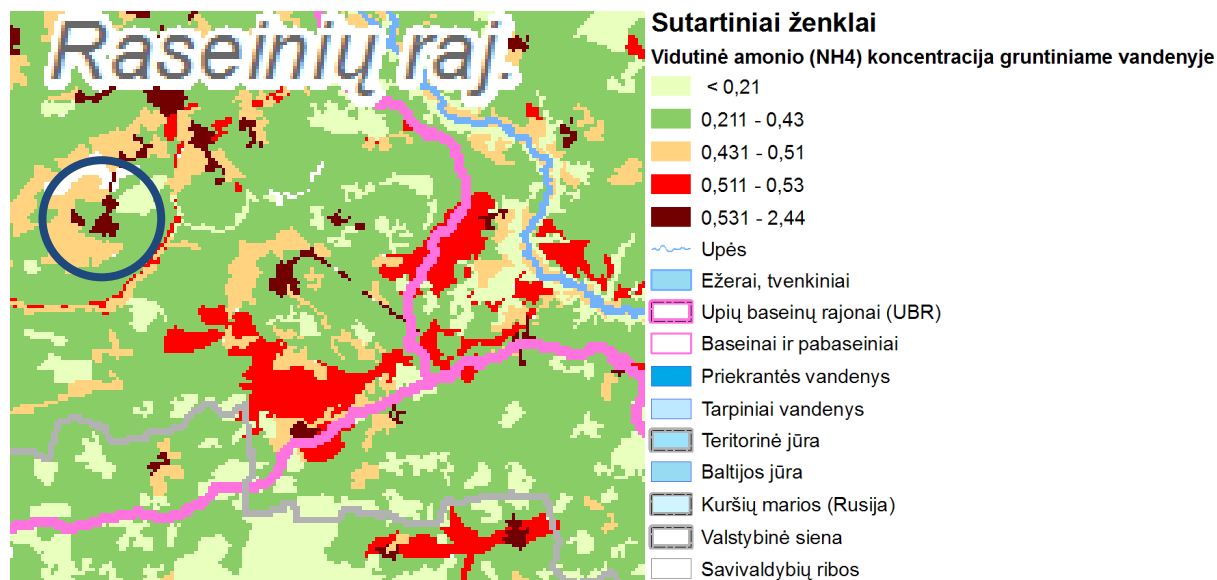 Raseinių raj.
Sutartiniai ženklai
Vidutinė amonio (NH4) koncentracija gruntiniame vandenyje
< 0,21
0,211 - 0,43
0,431 - 0,51
0,511 - 0,53
0,531 - 2,44
Upės
Ežerai, tvenkiniai
Upių baseinų rajonai (UBR)
Baseinai ir pabaseiniai
Priekrantės vandenys
Tarpiniai vandenys
Teritorinė jūra
Baltijos jūra
Kuršių marios (Rusija)
Valstybinė siena
Savivaldybių ribos